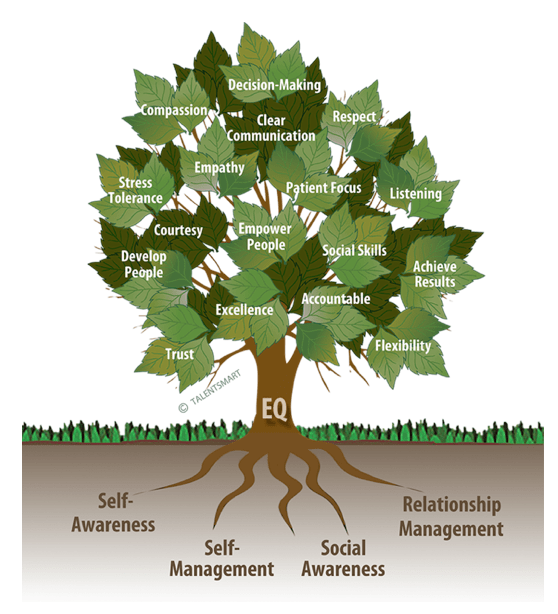 Decision-Making
Compassion
Clear
Communication
Respect
Empathy
Stress
Tolerance
Patient Focus
Listening
Courtesy
Empower
People
Social Skills
Develop
People
Achieve
Results
Excellence
Accountable
Trust
Flexibility
© TALENTSMART
EQ
Self-
Awareness
Self-
Management
Social
Awareness
Relationship
Management